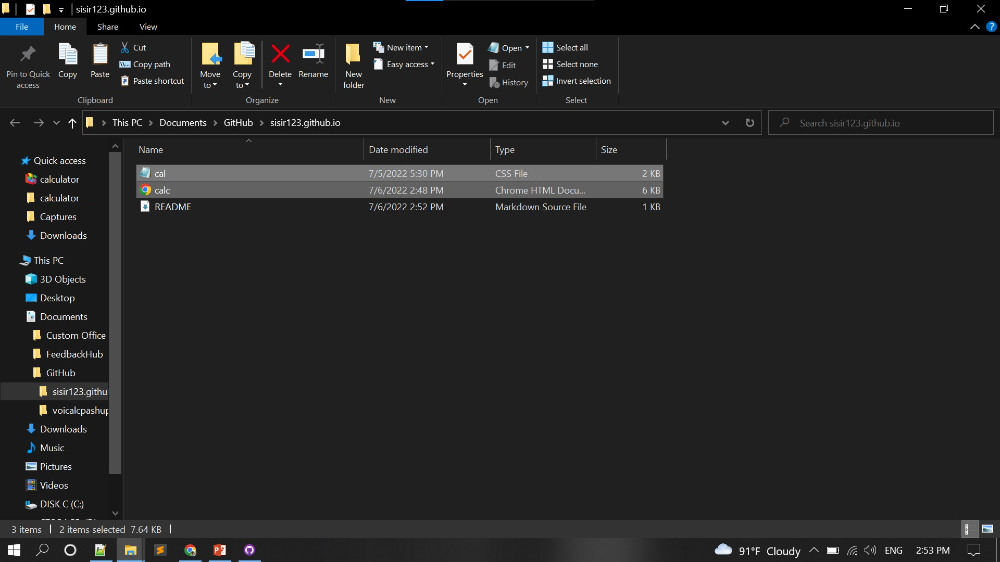 sisir123.github.io
File Home Share View
Pin to Quick access
Copy
Paste
Cut
Copy path
Paste shortcut
Clipboard
Move to
Copy to
Delete
Rename
Organize
New folder
New item
Easy access
New
Properties
Open
Edit
History
Open
Select all
Select none
Invert selection
Select
This PC > Documents > GitHub > sisir123.github.io
Search sisir123.github.io
Name Date modified Type Size
cal 7/5/2022 5:30 PM CSS File 2 KB
calc 7/6/2022 2:48 PM Chrome HTML Docu... 6 KB
README 7/6/2022 2:52 PM Markdown Source File 1 KB
Quick access
calculator
calculator
Captures
Downloads
This PC
3D Objects
Desktop
Documents
Custom Office
FeedbackHub
GitHub
sisir123.githu
voicalcpashup
Downloads
Music
Pictures
Videos
DISK C (C:)
3 items 2 items selected 7.64 KB
91°F Cloudy ENG 2:53 PM